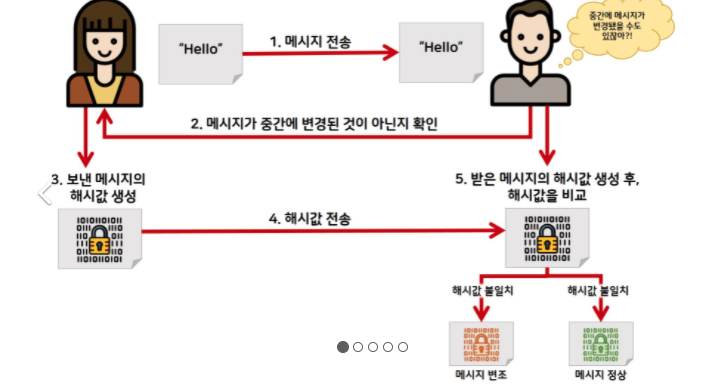 중간에 메시지가
변경됐을 수도
있잖아?!
"Hello"
1. 메시지 전송
"Hello"
2. 메시지가 중간에 변경된 것이 아닌지 확인
3. 보낸 메시지의
해시값 생성
4. 해시값 전송
5. 받은 메시지의 해시값 생성 후,
해시값을 비교
해시값 불일치
해시값 불일치
메시지 변조
메시지 정상